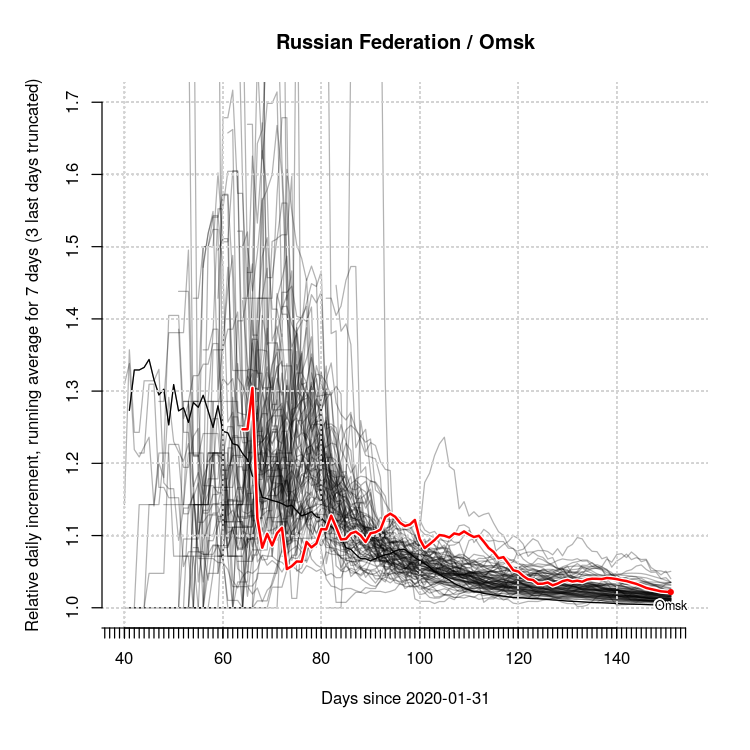 Russian Federation / Omsk
Relative daily increment, running average for 7 days (3 last days truncated)
1.7
1.6
1.5
1.4
1.3
1.2
1.1
1.0
Omsk
40 60 80 100 120 140
Days since 2020-01-31